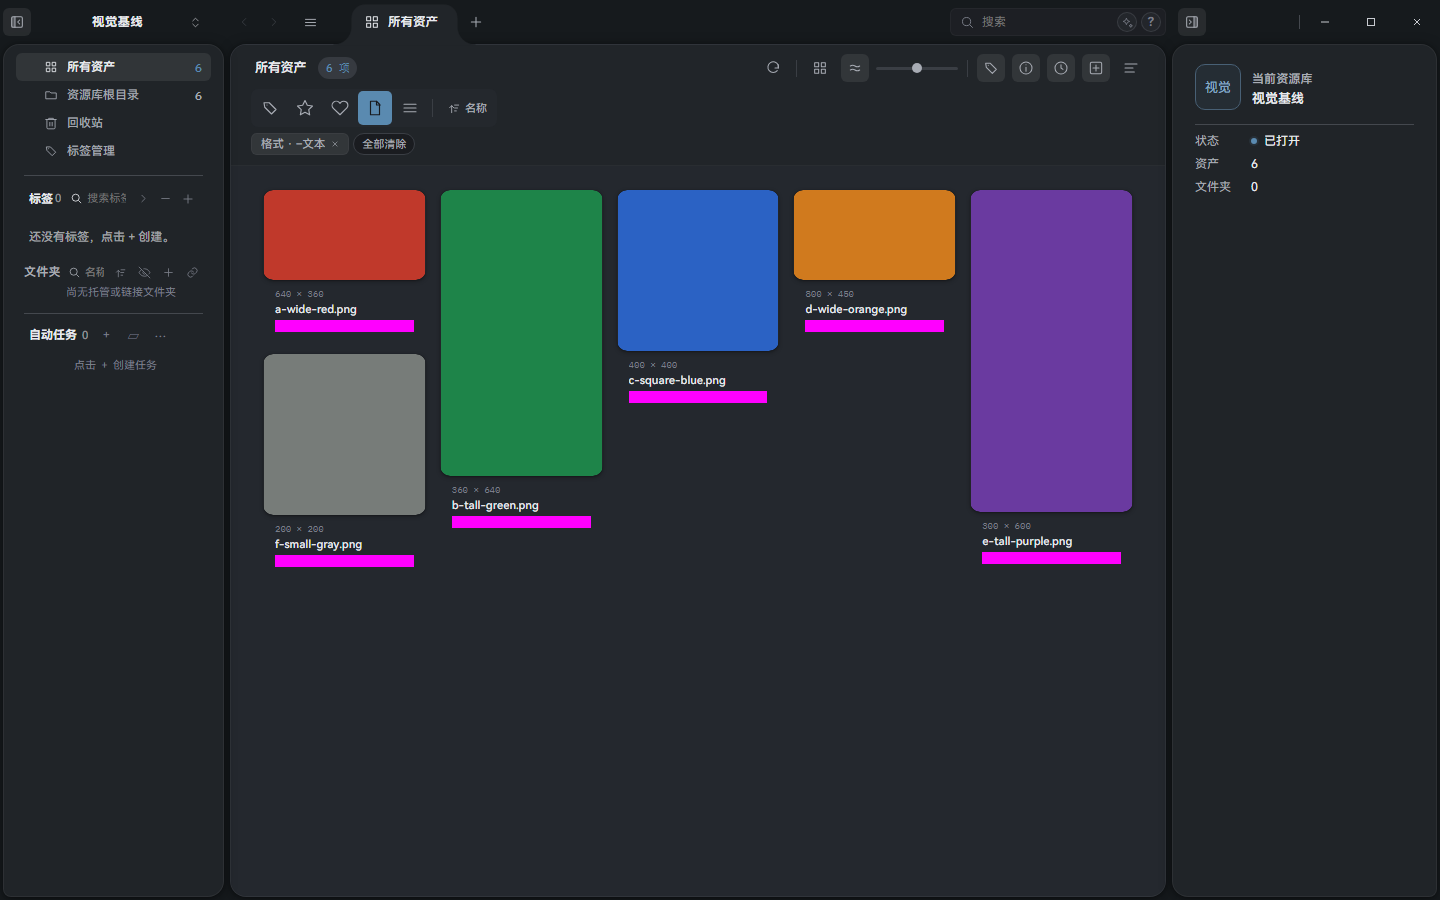 视觉基线
所有资产
搜索
?
所有资产 6
资源库根目录 6
回收站
标签管理
标签 0 搜索标签
还没有标签，点击 + 创建。
文件夹 名称
尚无托管或链接文件夹
自动任务 0 + ...
点击 + 创建任务
所有资产 6 项
名称
格式 · −文本 ×
全部清除
640 × 360
a-wide-red.png
360 × 640
b-tall-green.png
400 × 400
c-square-blue.png
800 × 450
d-wide-orange.png
300 × 600
e-tall-purple.png
200 × 200
f-small-gray.png
视觉
当前资源库
视觉基线
状态 已打开
资产 6
文件夹 0